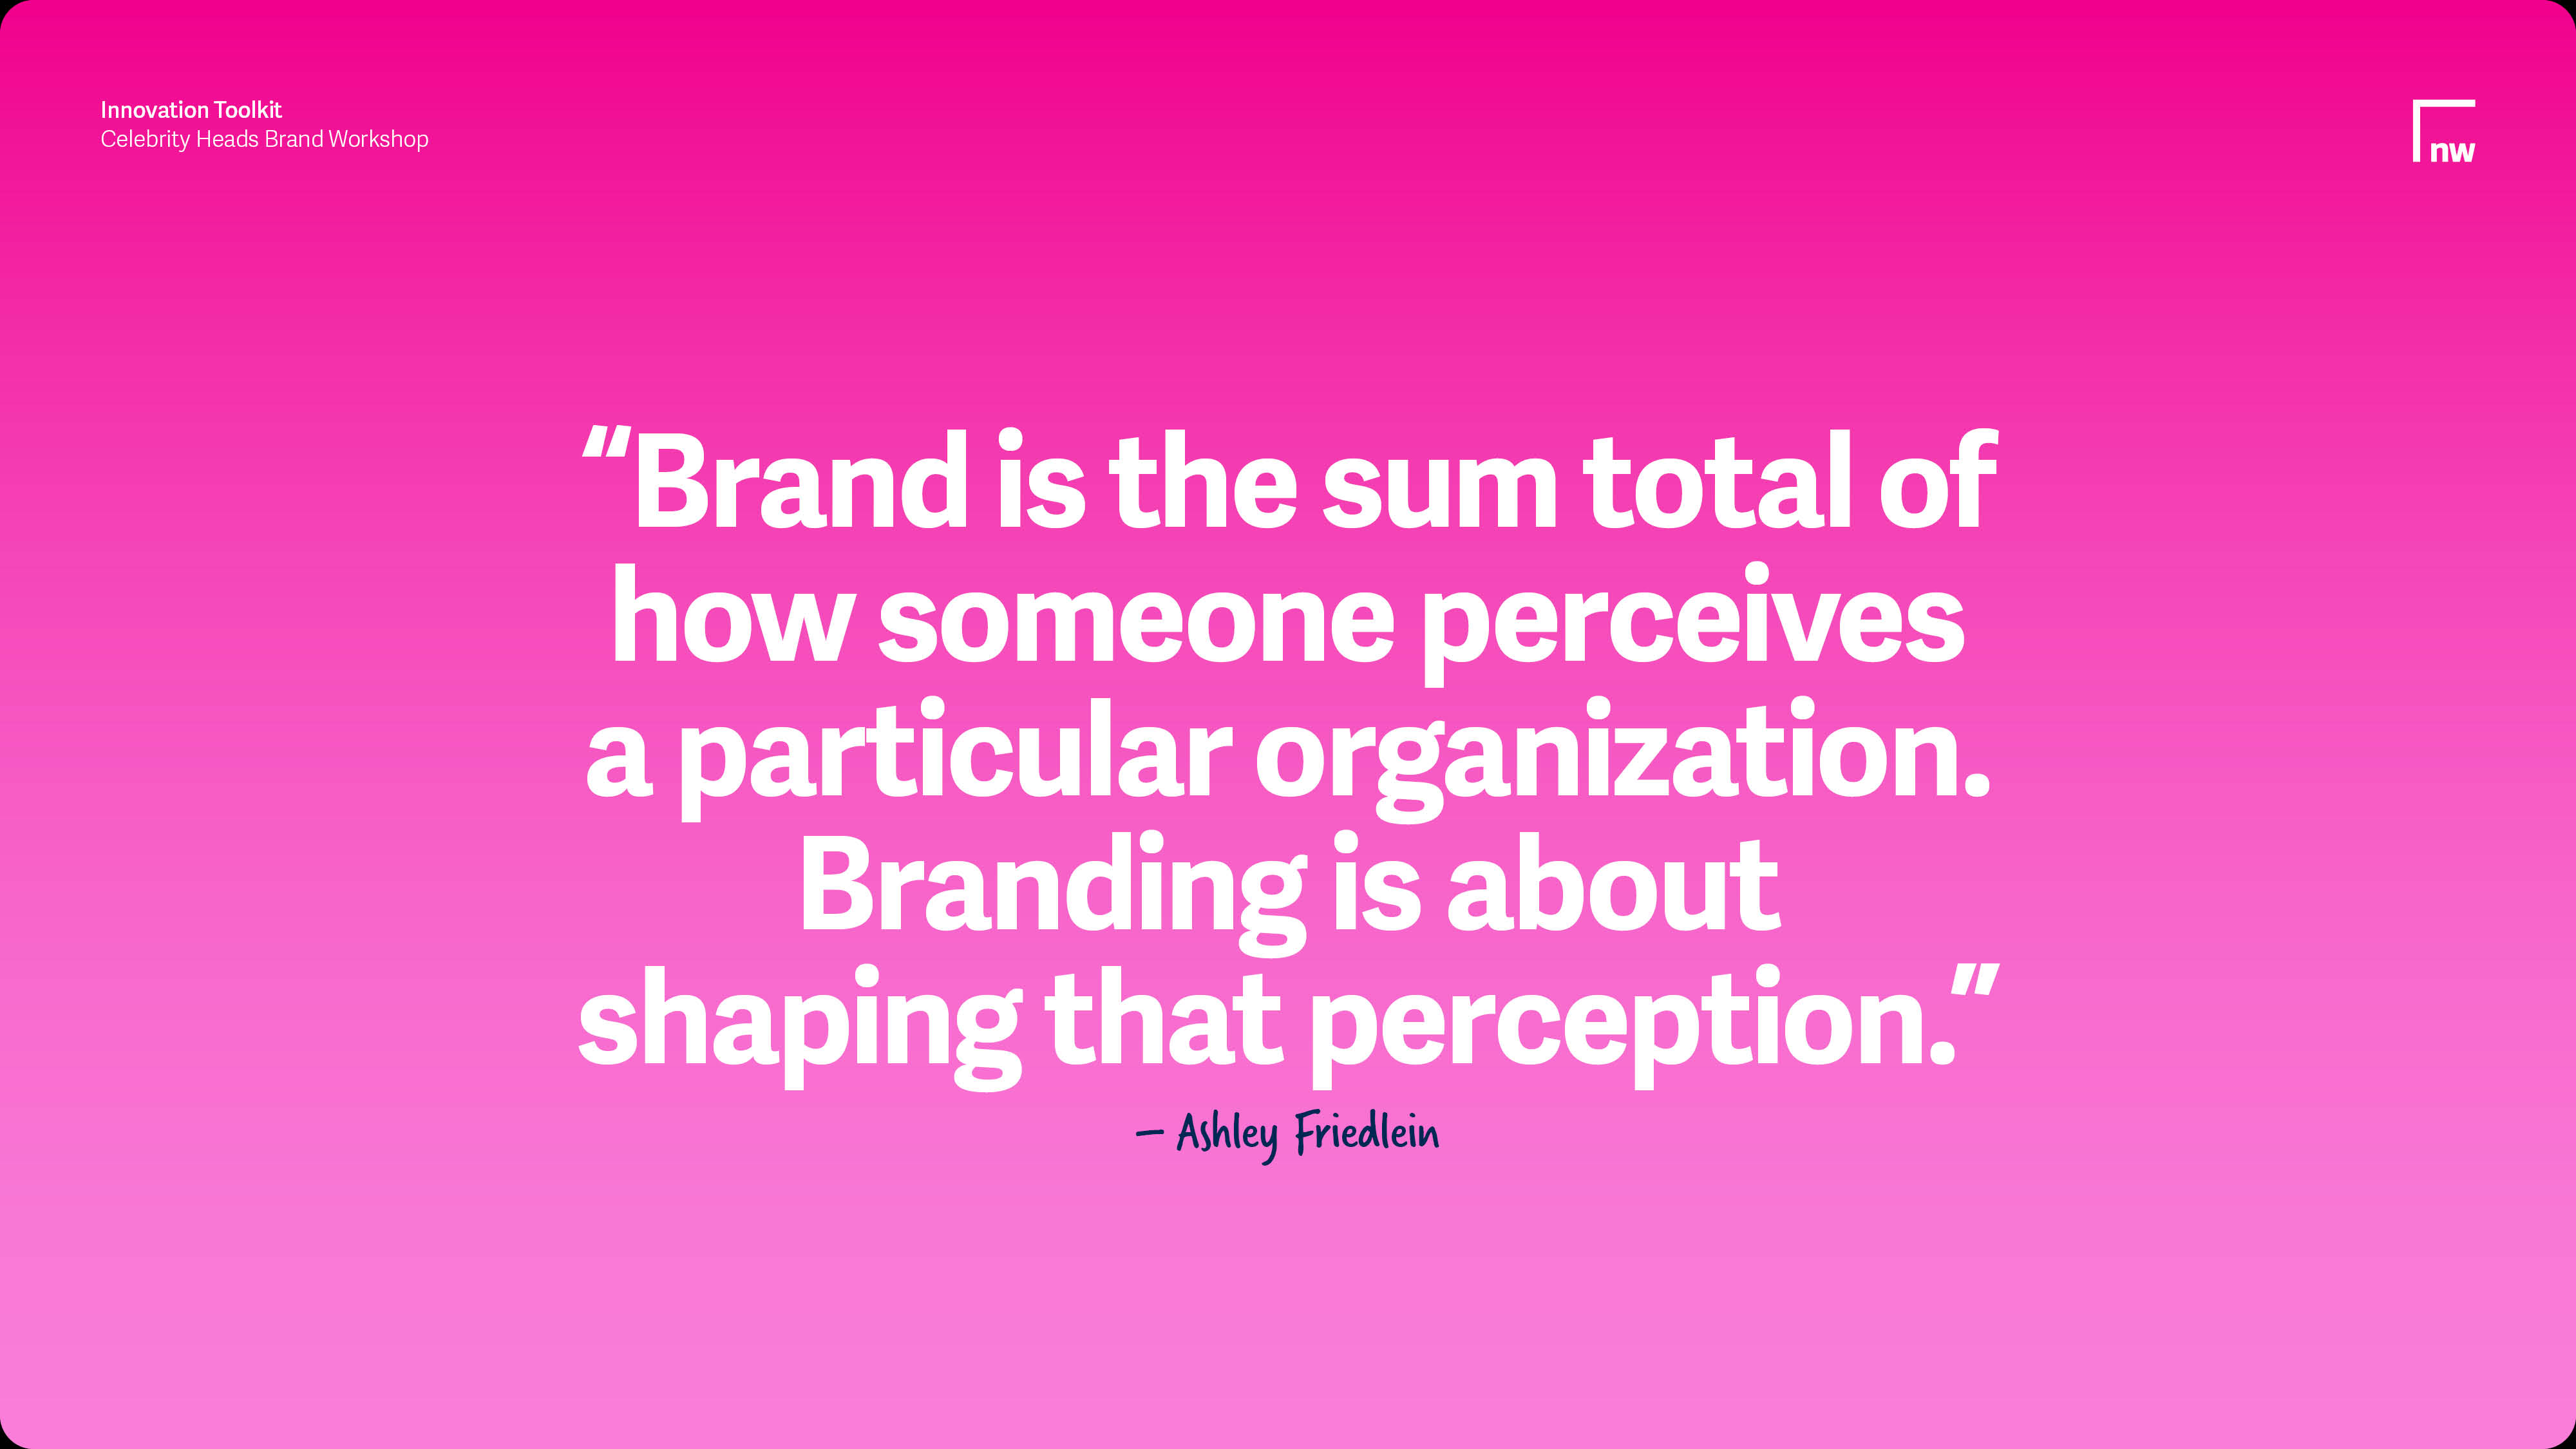 Innovation Toolkit
Celebrity Heads Brand Workshop
nw
“Brand is the sum total of
how someone perceives
a particular organization.
Branding is about
shaping that perception.”
— Ashley Friedlein